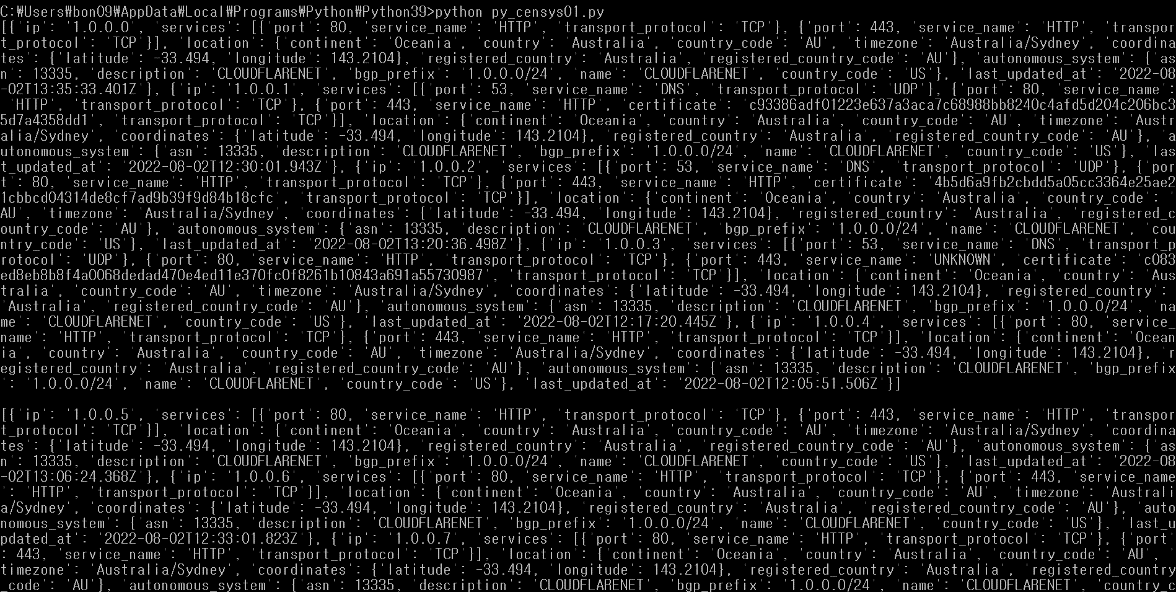 C:₩Users₩bon09₩AppData₩Local₩Programs₩Python₩Python39>python py_censys01.py
[{'ip': '1.0.0.0', 'services': [{'port': 80, 'service_name': 'HTTP', 'transport_protocol': 'TCP'}, {'port': 443, 'service_name': 'HTTP', 'transpor
t_protocol': 'TCP'}], 'location': {'continent': 'Oceania', 'country': 'Australia', 'country_code': 'AU', 'timezone': 'Australia/Sydney', 'coordina
tes': {'latitude': -33.494, 'longitude': 143.2104}, 'registered_country': 'Australia', 'registered_country_code': 'AU'}, 'autonomous_system': {'as
n': 13335, 'description': 'CLOUDFLARENET', 'bgp_prefix': '1.0.0.0/24', 'name': 'CLOUDFLARENET', 'country_code': 'US'}, 'last_updated_at': '2022-08
-02T13:35:33.401Z'}, {'ip': '1.0.0.1', 'services': [{'port': 53, 'service_name': 'DNS', 'transport_protocol': 'UDP'}, {'port': 80, 'service_name':
'HTTP', 'transport_protocol': 'TCP'}, {'port': 443, 'service_name': 'HTTP', 'certificate': 'c93386adf01223e637a3aca7c68988bb8240c4afd5d204c206bc3
5d7a4358dd1', 'transport_protocol': 'TCP'}], 'location': {'continent': 'Oceania', 'country': 'Australia', 'country_code': 'AU', 'timezone': 'Austr
alia/Sydney', 'coordinates': {'latitude': -33.494, 'longitude': 143.2104}, 'registered_country': 'Australia', 'registered_country_code': 'AU'}, 'a
utonomous_system': {'asn': 13335, 'description': 'CLOUDFLARENET', 'bgp_prefix': '1.0.0.0/24', 'name': 'CLOUDFLARENET', 'country_code': 'US'}, 'las
t_updated_at': '2022-08-02T12:30:01.943Z'}, {'ip': '1.0.0.2', 'services': [{'port': 53, 'service_name': 'DNS', 'transport_protocol': 'UDP'}, {'por
t': 80, 'service_name': 'HTTP', 'transport_protocol': 'TCP'}, {'port': 443, 'service_name': 'HTTP', 'certificate': '4b5d6a9fb2cbdd5a05cc3364e25ae2
1cbbcd04314de8cf7ad9b39f9d84b18cfc', 'transport_protocol': 'TCP'}], 'location': {'continent': 'Oceania', 'country': 'Australia', 'country_code': '
AU', 'timezone': 'Australia/Sydney', 'coordinates': {'latitude': -33.494, 'longitude': 143.2104}, 'registered_country': 'Australia', 'registered_c
ountry_code': 'AU'}, 'autonomous_system': {'asn': 13335, 'description': 'CLOUDFLARENET', 'bgp_prefix': '1.0.0.0/24', 'name': 'CLOUDFLARENET', 'cou
ntry_code': 'US'}, 'last_updated_at': '2022-08-02T13:20:36.498Z'}, {'ip': '1.0.0.3', 'services': [{'port': 53, 'service_name': 'DNS', 'transport_p
rotocol': 'UDP'}, {'port': 80, 'service_name': 'HTTP', 'transport_protocol': 'TCP'}, {'port': 443, 'service_name': 'UNKNOWN', 'certificate': 'c083
ed8eb8b8f4a0068dedad470e4ed11e370fc0f8261b10843a691a55730987', 'transport_protocol': 'TCP'}], 'location': {'continent': 'Oceania', 'country': 'Aus
tralia', 'country_code': 'AU', 'timezone': 'Australia/Sydney', 'coordinates': {'latitude': -33.494, 'longitude': 143.2104}, 'registered_country':
'Australia', 'registered_country_code': 'AU'}, 'autonomous_system': {'asn': 13335, 'description': 'CLOUDFLARENET', 'bgp_prefix': '1.0.0.0/24', 'na
me': 'CLOUDFLARENET', 'country_code': 'US'}, 'last_updated_at': '2022-08-02T12:17:20.445Z'}, {'ip': '1.0.0.4', 'services': [{'port': 80, 'service_
name': 'HTTP', 'transport_protocol': 'TCP'}, {'port': 443, 'service_name': 'HTTP', 'transport_protocol': 'TCP'}], 'location': {'continent': 'Ocean
ia', 'country': 'Australia', 'country_code': 'AU', 'timezone': 'Australia/Sydney', 'coordinates': {'latitude': -33.494, 'longitude': 143.2104}, 'r
egistered_country': 'Australia', 'registered_country_code': 'AU'}, 'autonomous_system': {'asn': 13335, 'description': 'CLOUDFLARENET', 'bgp_prefix
': '1.0.0.0/24', 'name': 'CLOUDFLARENET', 'country_code': 'US'}, 'last_updated_at': '2022-08-02T12:05:51.506Z'}]
[{'ip': '1.0.0.5', 'services': [{'port': 80, 'service_name': 'HTTP', 'transport_protocol': 'TCP'}, {'port': 443, 'service_name': 'HTTP', 'transpor
t_protocol': 'TCP'}], 'location': {'continent': 'Oceania', 'country': 'Australia', 'country_code': 'AU', 'timezone': 'Australia/Sydney', 'coordina
tes': {'latitude': -33.494, 'longitude': 143.2104}, 'registered_country': 'Australia', 'registered_country_code': 'AU'}, 'autonomous_system': {'as
n': 13335, 'description': 'CLOUDFLARENET', 'bgp_prefix': '1.0.0.0/24', 'name': 'CLOUDFLARENET', 'country_code': 'US'}, 'last_updated_at': '2022-08
-02T13:06:24.368Z'}, {'ip': '1.0.0.6', 'services': [{'port': 80, 'service_name': 'HTTP', 'transport_protocol': 'TCP'}, {'port': 443, 'service_name
': 'HTTP', 'transport_protocol': 'TCP'}], 'location': {'continent': 'Oceania', 'country': 'Australia', 'country_code': 'AU', 'timezone': 'Australi
a/Sydney', 'coordinates': {'latitude': -33.494, 'longitude': 143.2104}, 'registered_country': 'Australia', 'registered_country_code': 'AU'}, 'auto
nomous_system': {'asn': 13335, 'description': 'CLOUDFLARENET', 'bgp_prefix': '1.0.0.0/24', 'name': 'CLOUDFLARENET', 'country_code': 'US'}, 'last_u
pdated_at': '2022-08-02T12:33:01.823Z'}, {'ip': '1.0.0.7', 'services': [{'port': 80, 'service_name': 'HTTP', 'transport_protocol': 'TCP'}, {'port'
: 443, 'service_name': 'HTTP', 'transport_protocol': 'TCP'}], 'location': {'continent': 'Oceania', 'country': 'Australia', 'country_code': 'AU', '
timezone': 'Australia/Sydney', 'coordinates': {'latitude': -33.494, 'longitude': 143.2104}, 'registered_country': 'Australia', 'registered_country
_code': 'AU'}, 'autonomous_system': {'asn': 13335, 'description': 'CLOUDFLARENET', 'bgp_prefix': '1.0.0.0/24', 'name': 'CLOUDFLARENET', 'country_c